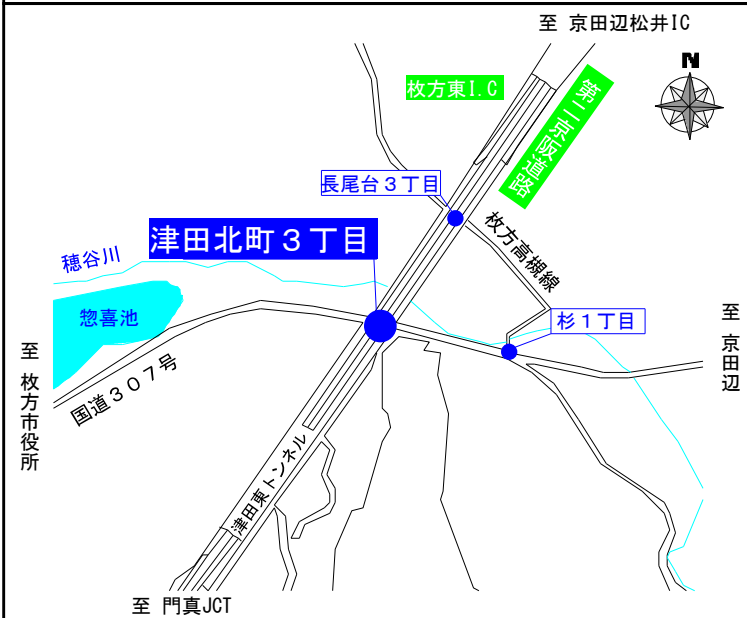 至 京田辺松井IC
枚方東I.C
N
第二京阪道路
長尾台３丁目
津田北町３丁目
枚方高槻線
穂谷川
惣喜池
杉１丁目
至 枚方市役所
国道３０７号
至 京田辺
津田東トンネル
至 門真JCT